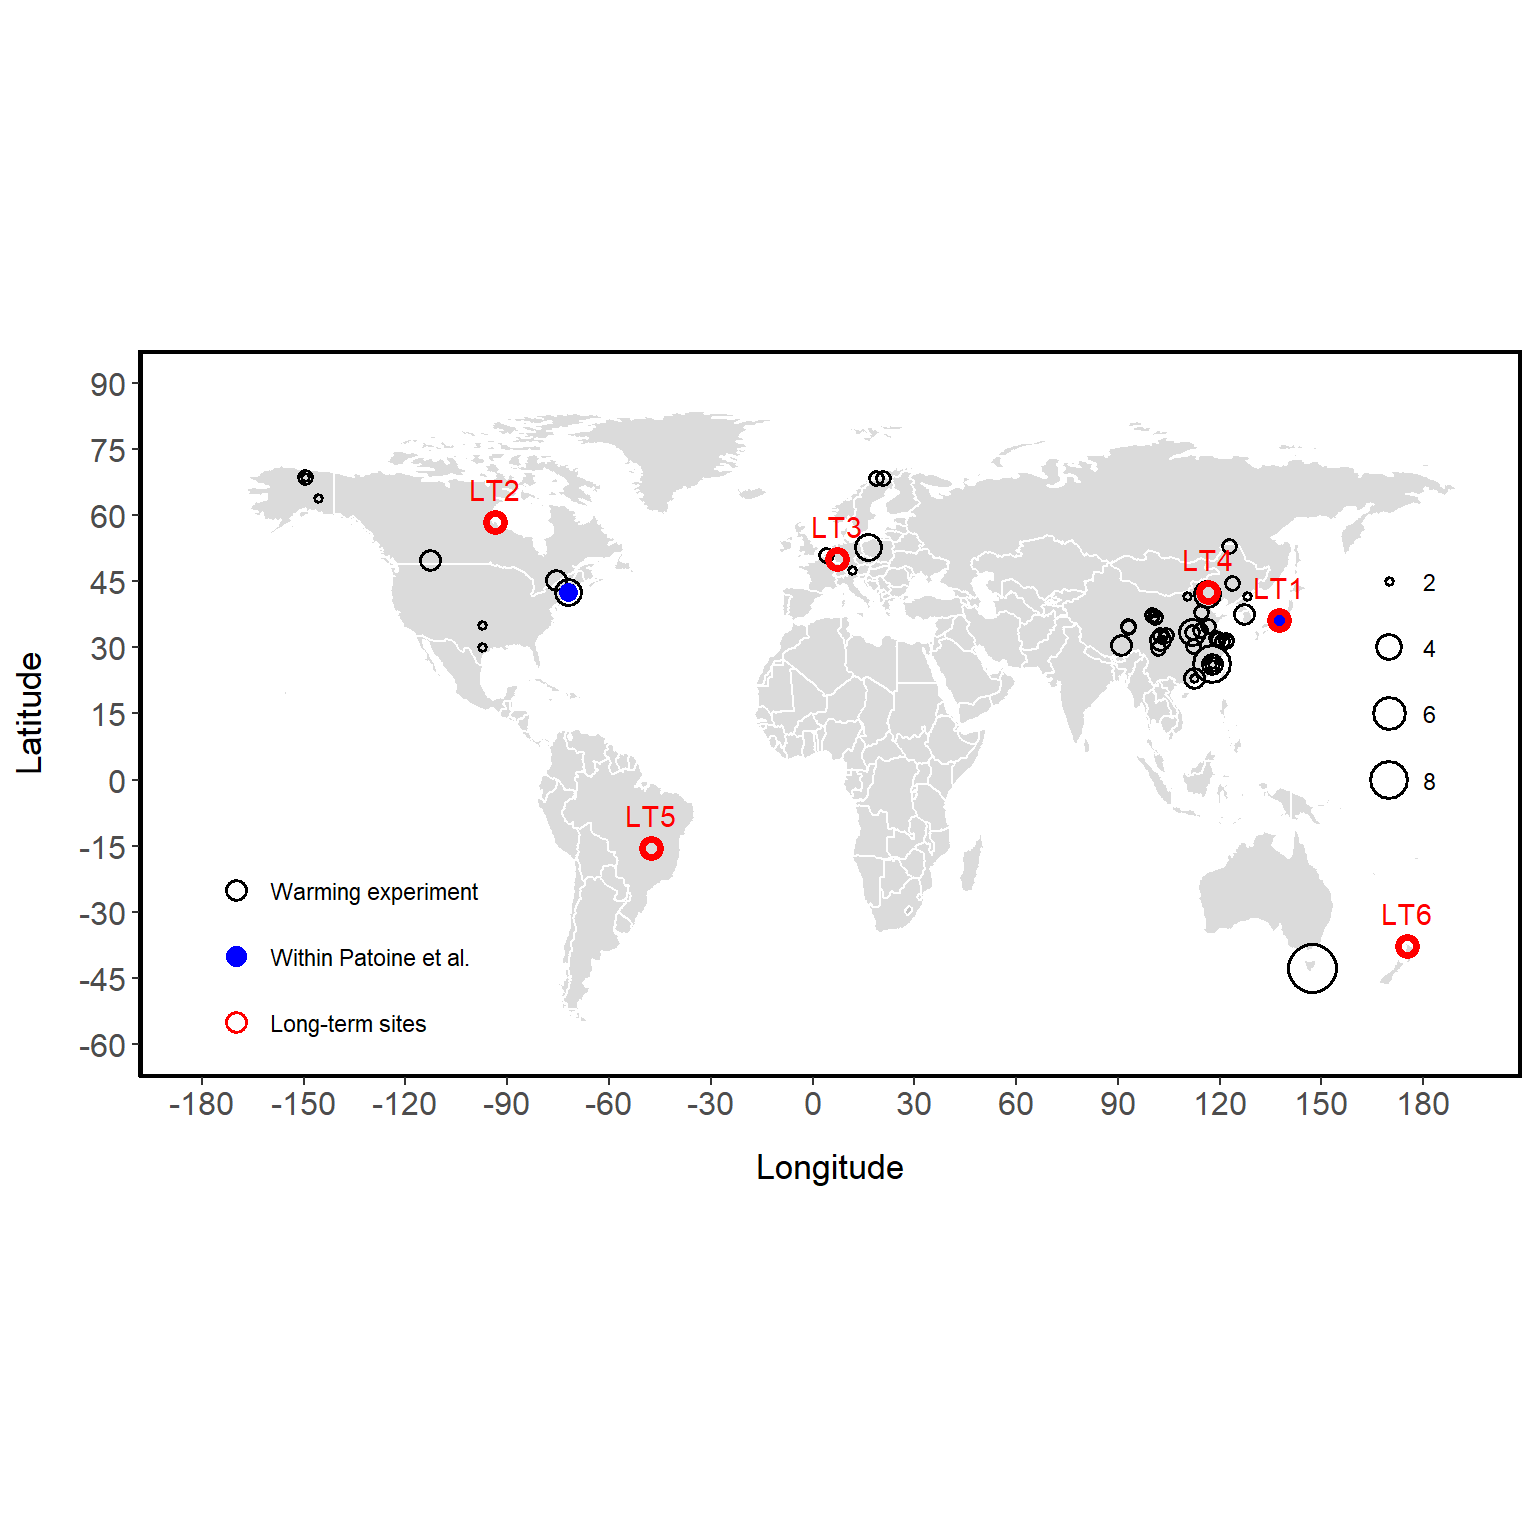 90
75
60
45
30
15
0
-15
-30
-45
-60
Latitude
LT2
LT3
LT4
LT1
LT5
LT6
2
4
6
8
Warming experiment
Within Patoine et al.
Long-term sites
-180 -150 -120 -90 -60 -30 0 30 60 90 120 150 180
Longitude